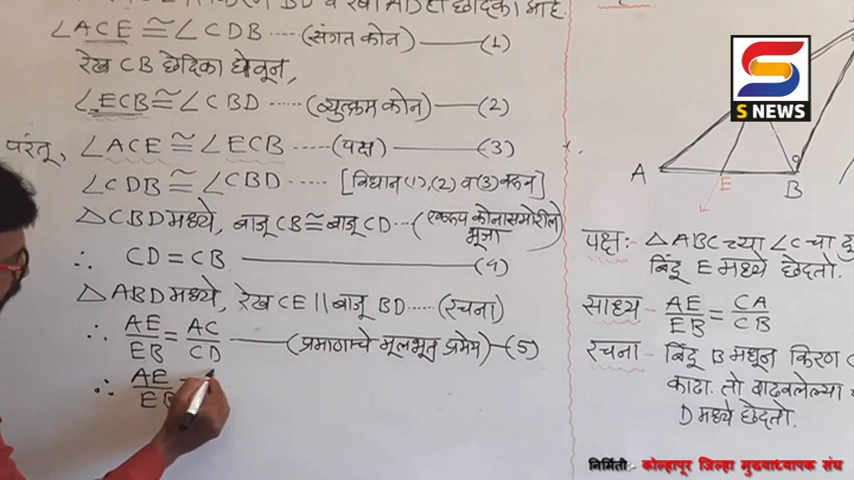 ∠ACE ≅ ∠CDB ..... (संगत कोन) —— (1)
रेख CB छेदिका घेवून,
∠ECB ≅ ∠CBD ...... (व्युत्क्रम कोन) —— (2)
परंतू, ∠ACE ≅ ∠ECB ..... (पक्ष) —— (3)
∠CDB ≅ ∠CBD ..... [विधान (1), (2) व (3) वरून]
△CBD मध्ये, बाजू CB ≅ बाजू CD ... (एकरूप कोनासमोरील भूजा)
∴ CD = CB —— (4)
△ABD मध्ये, रेख CE || बाजू BD ...... (रचना)
∴ AE/EB = AC/CD —— (प्रमाणाचे मूलभूत प्रमेय) — (5)
∴ AE/EB =
S NEWS
A
E
B
पक्षः- △ABC च्या ∠C चा
बिंदू E मध्ये छेदतो.
साध्य - AE/EB = CA/CB
रचना - बिंदू B मधून किरण
काढा. तो वाढवलेल्या
D मध्ये छेदतो.
निर्मिती:- कोल्हापूर जिल्हा मुख्याध्यापक संघ